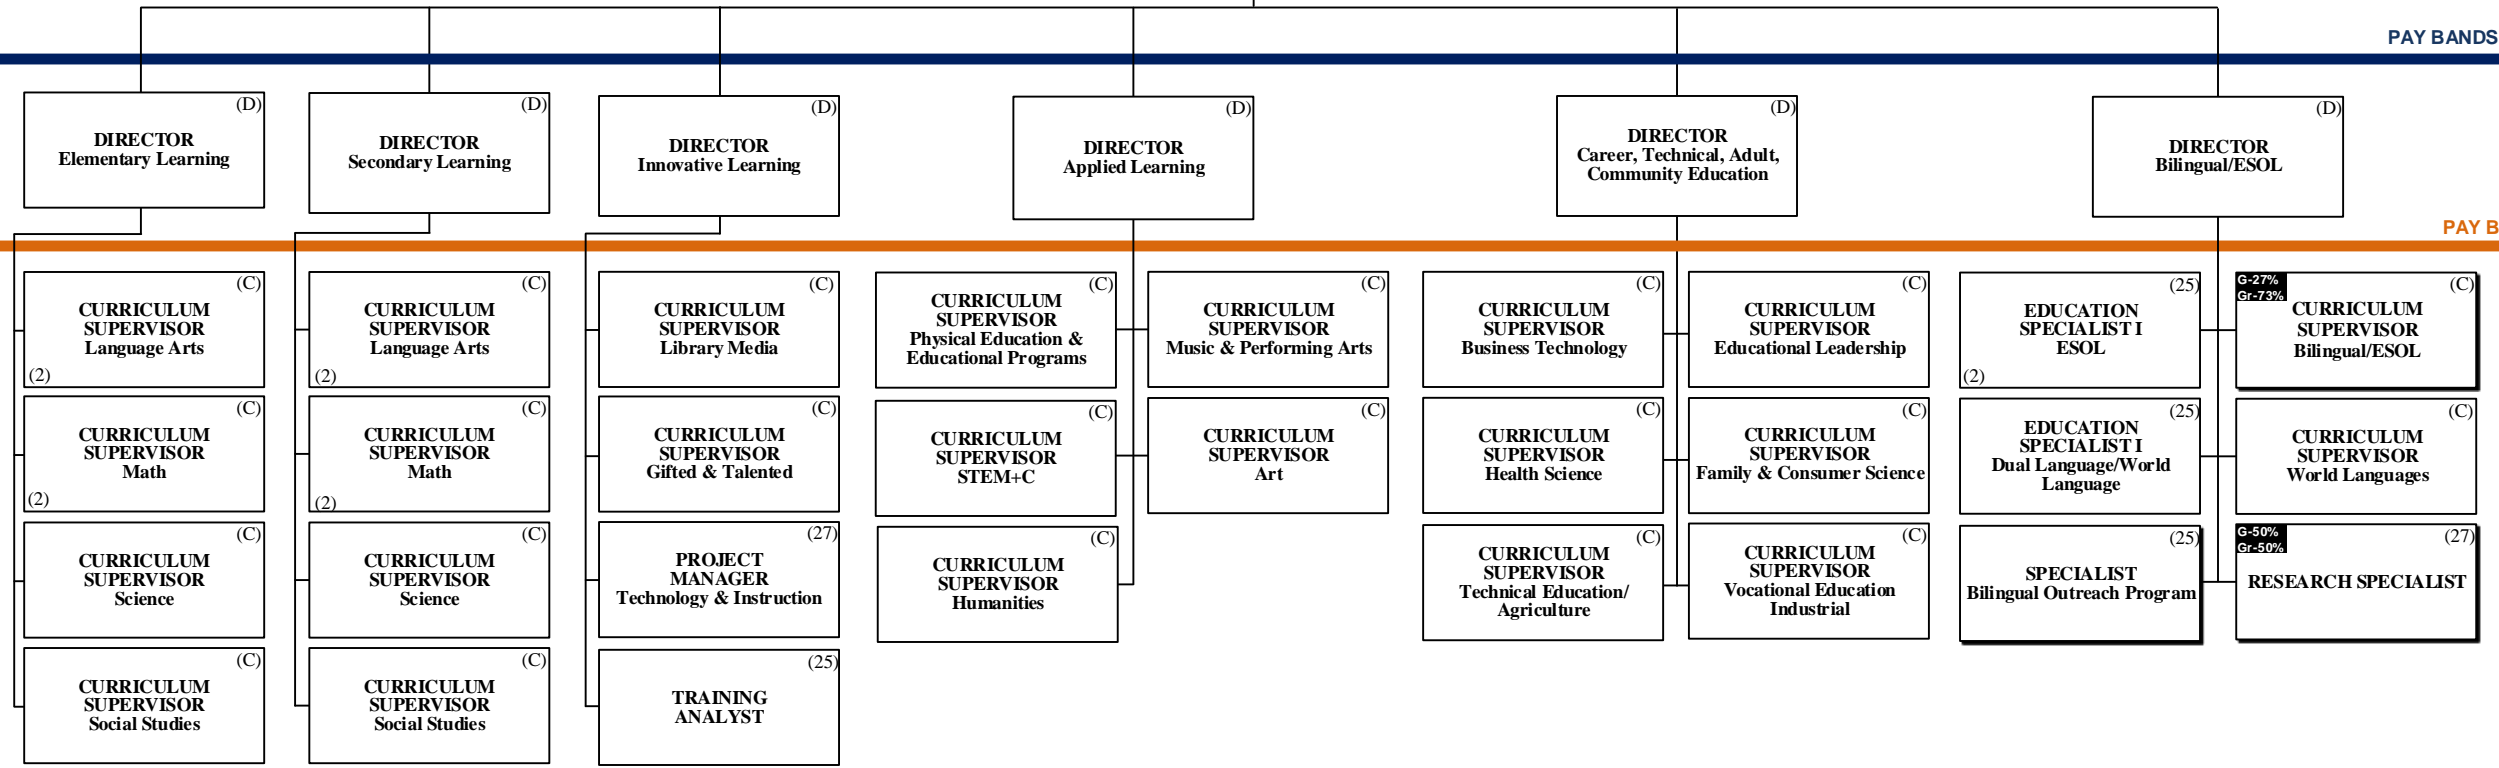 PAY BANDS
(D)
DIRECTOR
Elementary Learning
(D)
DIRECTOR
Secondary Learning
(D)
DIRECTOR
Innovative Learning
(D)
DIRECTOR
Applied Learning
(D)
DIRECTOR
Career, Technical, Adult,
Community Education
(D)
DIRECTOR
Bilingual/ESOL
PAY B
(C)
CURRICULUM
SUPERVISOR
Language Arts
(2)
(C)
CURRICULUM
SUPERVISOR
Math
(2)
(C)
CURRICULUM
SUPERVISOR
Science
(C)
CURRICULUM
SUPERVISOR
Social Studies
(C)
CURRICULUM
SUPERVISOR
Language Arts
(2)
(C)
CURRICULUM
SUPERVISOR
Math
(2)
(C)
CURRICULUM
SUPERVISOR
Science
(C)
CURRICULUM
SUPERVISOR
Social Studies
(C)
CURRICULUM
SUPERVISOR
Library Media
(C)
CURRICULUM
SUPERVISOR
Gifted & Talented
(27)
PROJECT
MANAGER
Technology & Instruction
(25)
TRAINING
ANALYST
(C)
CURRICULUM
SUPERVISOR
Physical Education &
Educational Programs
(C)
CURRICULUM
SUPERVISOR
Music & Performing Arts
(C)
CURRICULUM
SUPERVISOR
STEM+C
(C)
CURRICULUM
SUPERVISOR
Art
(C)
CURRICULUM
SUPERVISOR
Humanities
(C)
CURRICULUM
SUPERVISOR
Business Technology
(C)
CURRICULUM
SUPERVISOR
Educational Leadership
(C)
CURRICULUM
SUPERVISOR
Health Science
(C)
CURRICULUM
SUPERVISOR
Family & Consumer Science
(C)
CURRICULUM
SUPERVISOR
Technical Education/
Agriculture
(C)
CURRICULUM
SUPERVISOR
Vocational Education
Industrial
(25)
EDUCATION
SPECIALIST I
ESOL
(2)
G-27%
Gr-73%
(C)
CURRICULUM
SUPERVISOR
Bilingual/ESOL
(25)
EDUCATION
SPECIALIST I
Dual Language/World
Language
(C)
CURRICULUM
SUPERVISOR
World Languages
(25)
SPECIALIST
Bilingual Outreach Program
G-50%
Gr-50%
(27)
RESEARCH SPECIALIST